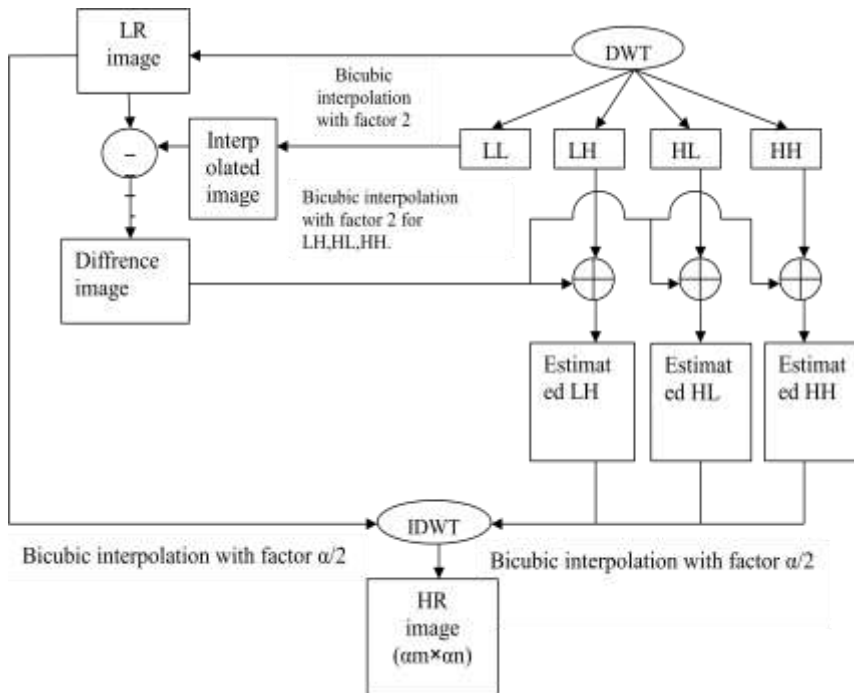 LR
image
DWT
Bicubic
interpolation
with factor 2
Interp
olated
image
LL
LH
HL
HH
Bicubic interpolation
with factor 2 for
LH,HL,HH.
Diffrence
image
Estimat
ed LH
Estimat
ed HL
Estimat
ed HH
IDWT
Bicubic interpolation with factor α/2
Bicubic interpolation with factor α/2
HR
image
(αm×αn)